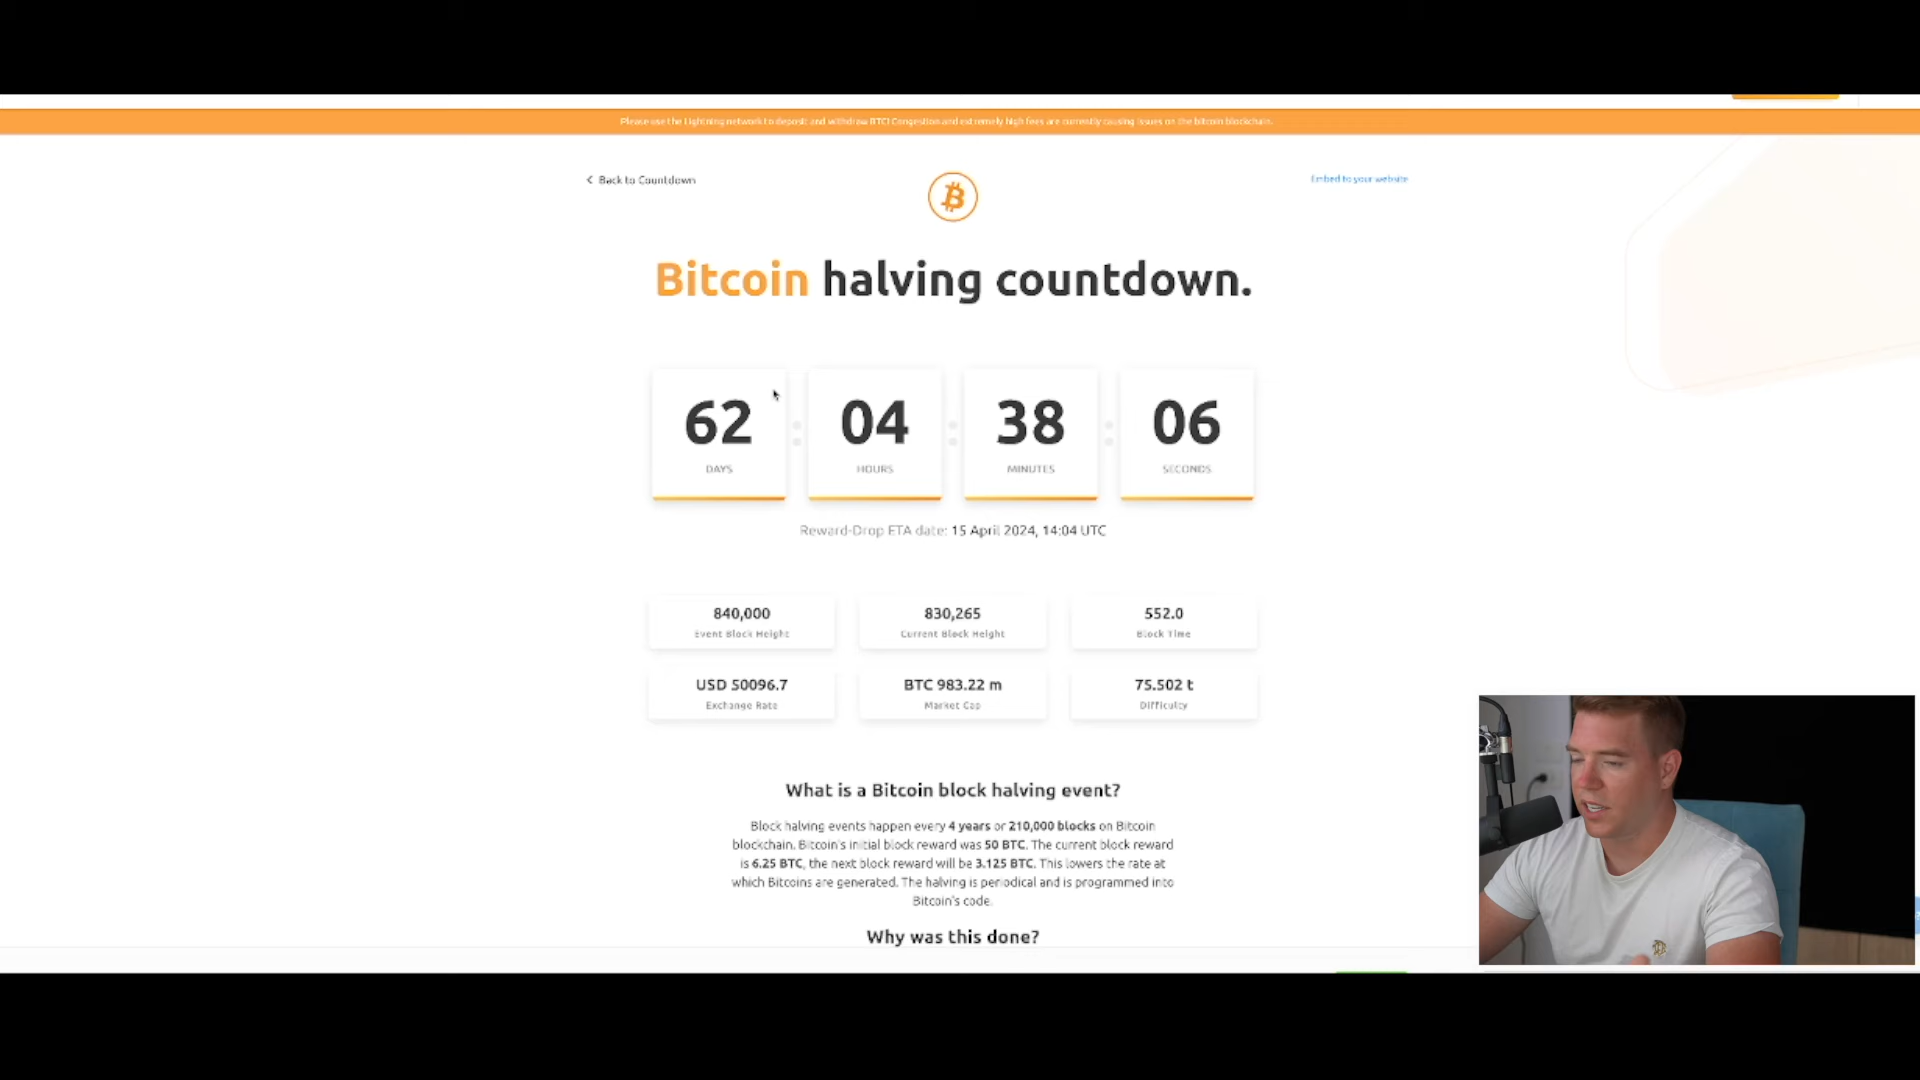 Please use the Lightning network to deposit and withdraw BTC! Congestion and extremely high fees are currently causing issues on the bitcoin blockchain.
Back to Countdown
Embed to your website
Bitcoin halving countdown.
62 : 04 : 38 : 06
DAYS HOURS MINUTES SECONDS
Reward-Drop ETA date: 15 April 2024, 14:04 UTC
840,000 830,265 552.0
Event Block Height Current Block Height Block Time
USD 50096.7 BTC 983.22 m 75.502 t
Exchange Rate Market Cap Difficulty
What is a Bitcoin block halving event?
Block halving events happen every 4 years or 210,000 blocks on Bitcoin
blockchain. Bitcoin's initial block reward was 50 BTC. The current block reward
is 6.25 BTC, the next block reward will be 3.125 BTC. This lowers the rate at
which Bitcoins are generated. The halving is periodical and is programmed into
Bitcoin's code.
Why was this done?